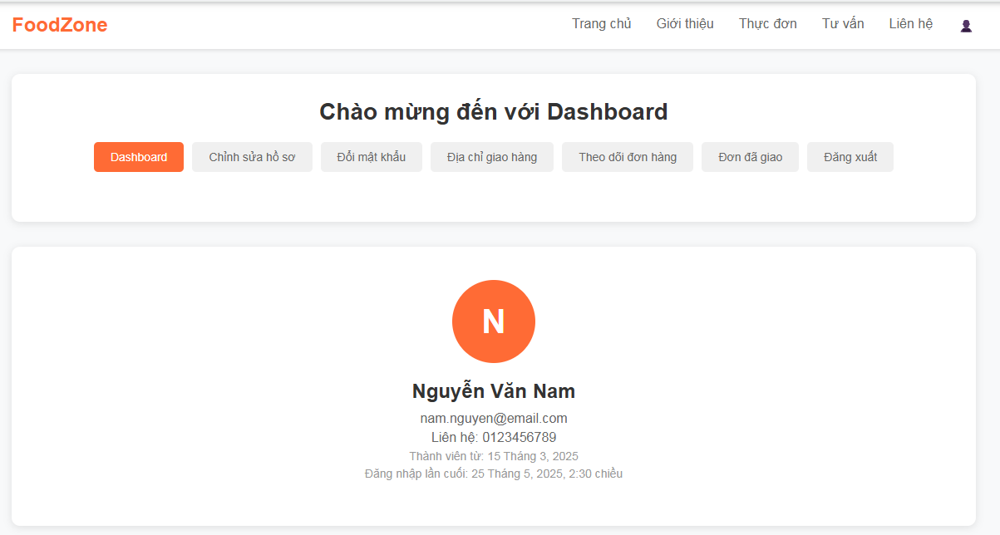 FoodZone Trang chủ Giới thiệu Thực đơn Tư vấn Liên hệ
Chào mừng đến với Dashboard
Dashboard Chỉnh sửa hồ sơ Đổi mật khẩu Địa chỉ giao hàng Theo dõi đơn hàng Đơn đã giao Đăng xuất
N
Nguyễn Văn Nam
nam.nguyen@email.com
Liên hệ: 0123456789
Thành viên từ: 15 Tháng 3, 2025
Đăng nhập lần cuối: 25 Tháng 5, 2025, 2:30 chiều